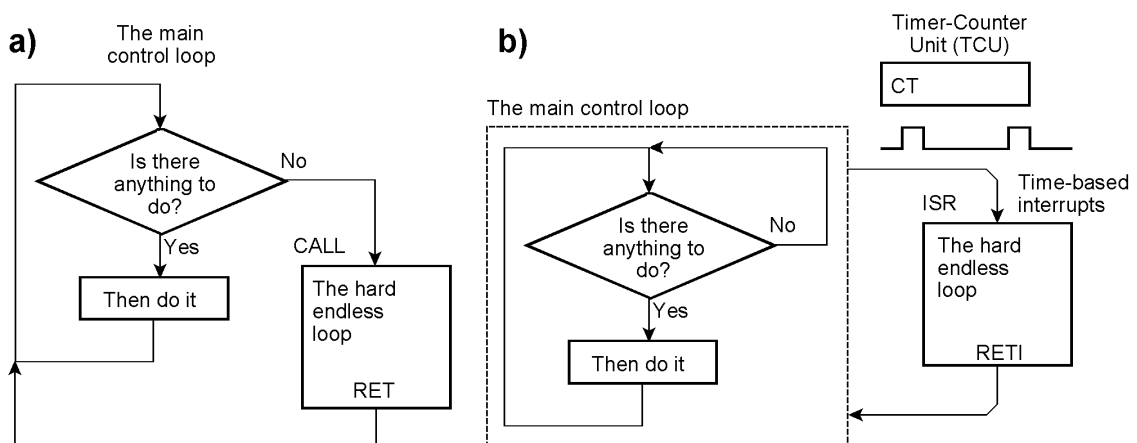 a)
The main
control loop
Is there
anything to
do?
No
Yes
Then do it
CALL
The hard
endless
loop
RET
b)
The main control loop
Is there
anything to
do?
No
Yes
Then do it
Timer-Counter
Unit (TCU)
CT
Time-based
interrupts
ISR
The hard
endless
loop
RETI